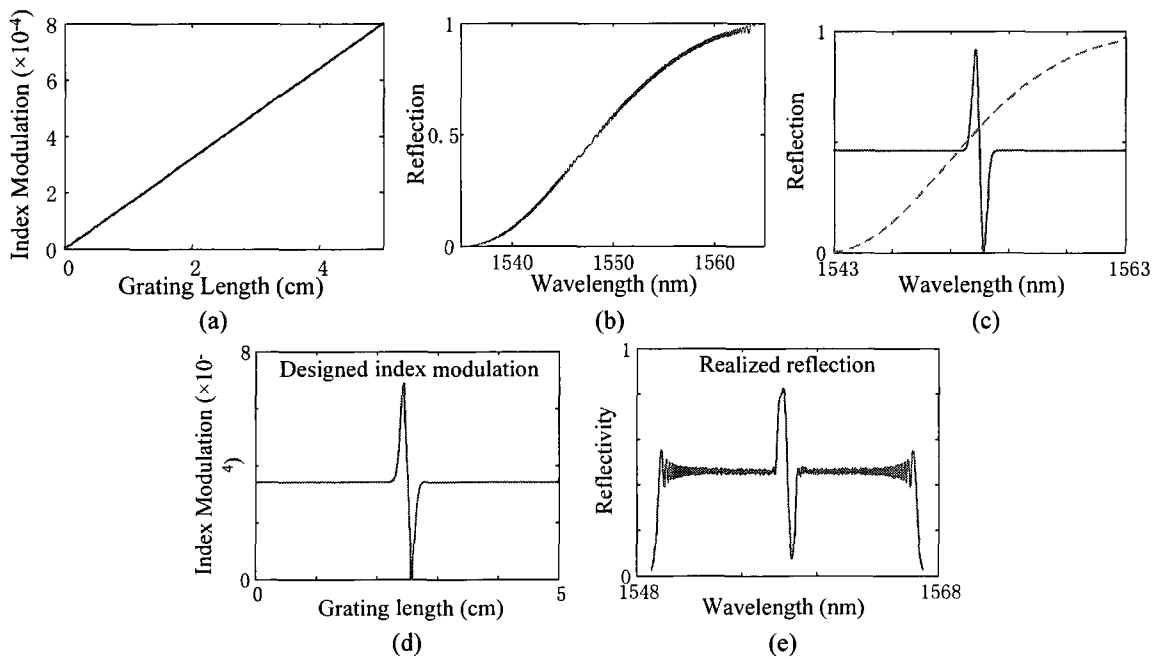 8
6
4
2
0
Index Modulation (×10⁻⁴)
0
2
4
Grating Length (cm)
(a)
1
0.5
0
Reflection
1540
1550
1560
Wavelength (nm)
(b)
1
0
Reflection
1543
1563
Wavelength (nm)
(c)
8
4
0
Index Modulation (×10⁻
4)
Designed index modulation
0
5
Grating length (cm)
(d)
1
0
Reflectivity
Realized reflection
1548
1568
Wavelength (nm)
(e)